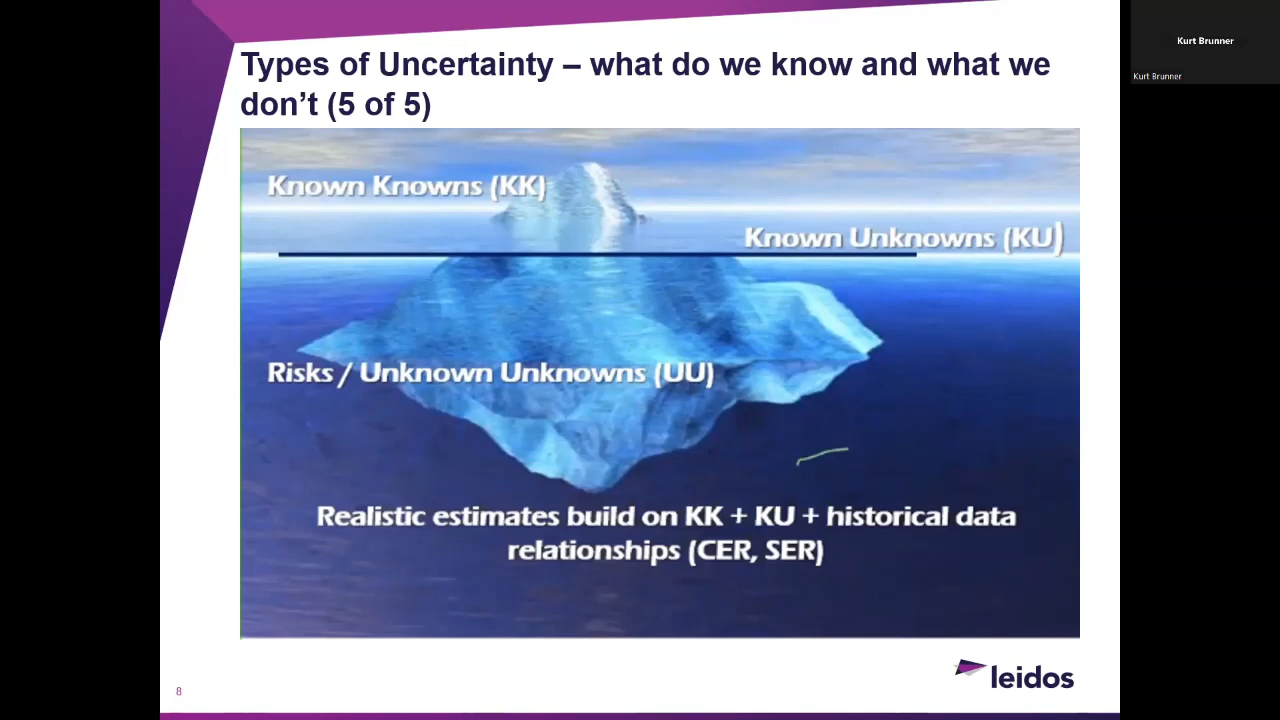 Types of Uncertainty – what do we know and what we
don't (5 of 5)
Known Knowns (KK)
Known Unknowns (KU)
Risks / Unknown Unknowns (UU)
Realistic estimates build on KK + KU + historical data
relationships (CER, SER)
8
leidos
Kurt Brunner
Kurt Brunner